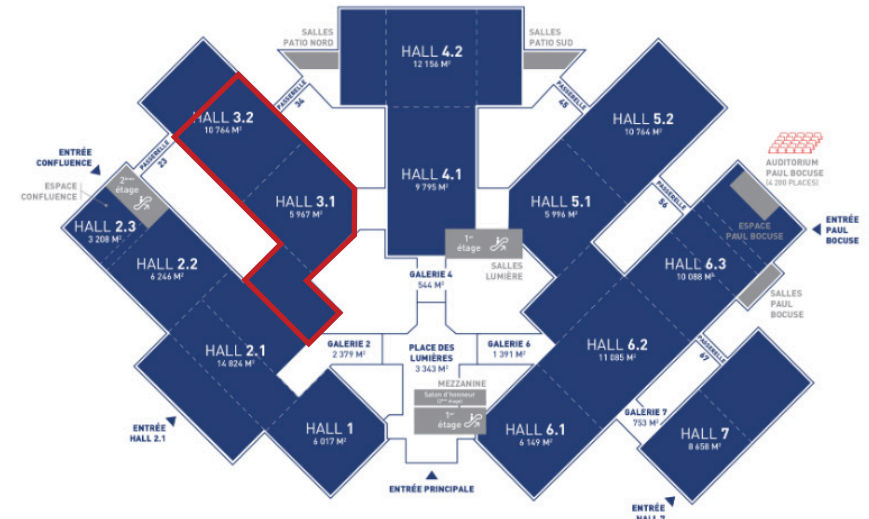 SALLES
PATIO NORD
HALL 4.2
12 156 M²
SALLES
PATIO SUD
PASSERELLE
34
PASSERELLE
45
HALL 3.2
10 764 M²
HALL 5.2
10 764 M²
ENTRÉE
CONFLUENCE
PASSERELLE
23
AUDITORIUM
PAUL BOCUSE
(4 200 PLACES)
HALL 4.1
9 795 M²
2ème
étage
ESPACE
CONFLUENCE
HALL 3.1
5 967 M²
HALL 5.1
5 996 M²
PASSERELLE
56
ESPACE
PAUL BOCUSE
ENTRÉE
PAUL
BOCUSE
HALL 2.3
3 208 M²
1er
étage
SALLES
LUMIÈRE
HALL 2.2
6 246 M²
HALL 6.3
10 088 M²
GALERIE 4
544 M²
SALLES
PAUL
BOCUSE
HALL 2.1
14 824 M²
GALERIE 2
2 379 M²
PLACE DES
LUMIÈRES
3 343 M²
GALERIE 6
1 391 M²
HALL 6.2
11 085 M²
PASSERELLE
67
MEZZANINE
Salon d'honneur
1er
étage
ENTRÉE
HALL 2.1
HALL 1
6 017 M²
HALL 6.1
6 149 M²
GALERIE 7
753 M²
HALL 7
8 658 M²
ENTRÉE PRINCIPALE
ENTRÉE
HALL 7